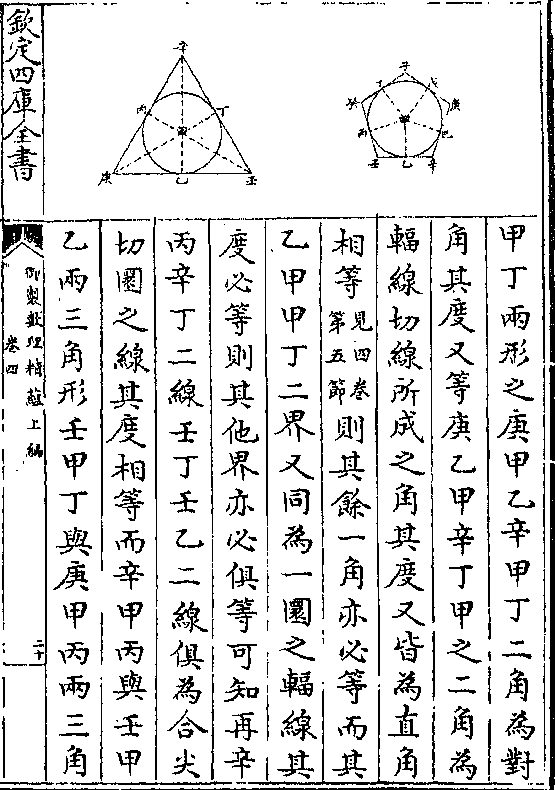 甲丁兩形之庚甲乙辛甲丁二角為對
角其度又等庚乙甲辛丁甲之二角為
輻線切線所成之角其度又皆為直角
相等見四卷第五節則其餘一角亦必等而其
乙甲甲丁二界又同為一圜之輻線其
度必等則其他界亦必俱等可知再辛
丙辛丁二線壬丁壬乙二線俱為合尖
切圜之線其度相等而辛甲丙與壬甲
乙兩三角形壬甲丁與庚甲丙兩三角
欽定四庫全書
御製數理精蘊上編
卷四
二十
子
丁
戊
癸
庚
甲
丙
己
壬
乙
辛
辛
丙
丁
甲
庚
乙
壬